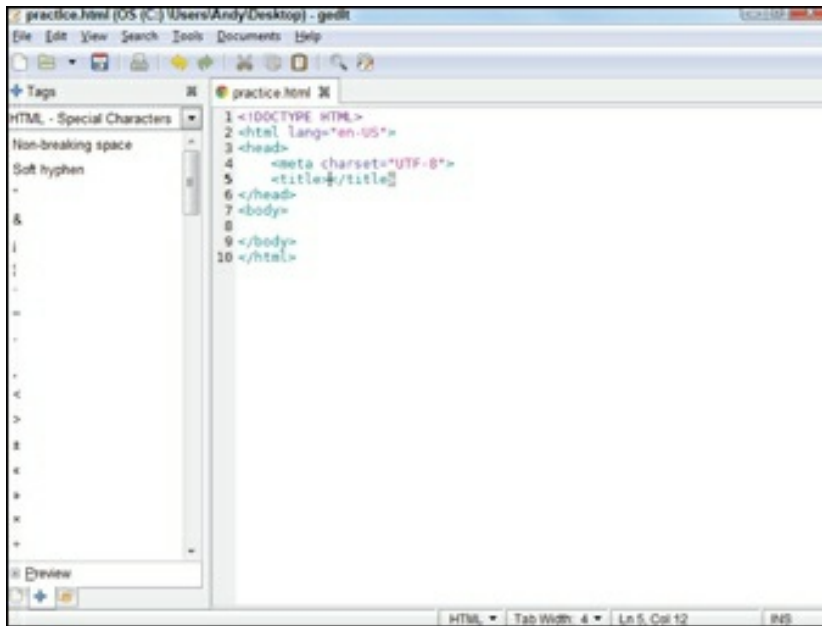 practice.html (OS (C:) \Users\Andy\Desktop) - gedit
File Edit View Search Tools Documents Help
Tags
HTML - Special Characters
Non-breaking space
Soft hyphen
"
&
<
>
±
«
»
×
÷
Preview
practice.html
1 <!DOCTYPE HTML>
2 <html lang="en-US">
3 <head>
4 <meta charset="UTF-8">
5 <title></title>
6 </head>
7 <body>
8
9 </body>
10 </html>
HTML Tab Width: 4 Ln 5, Col 12 INS